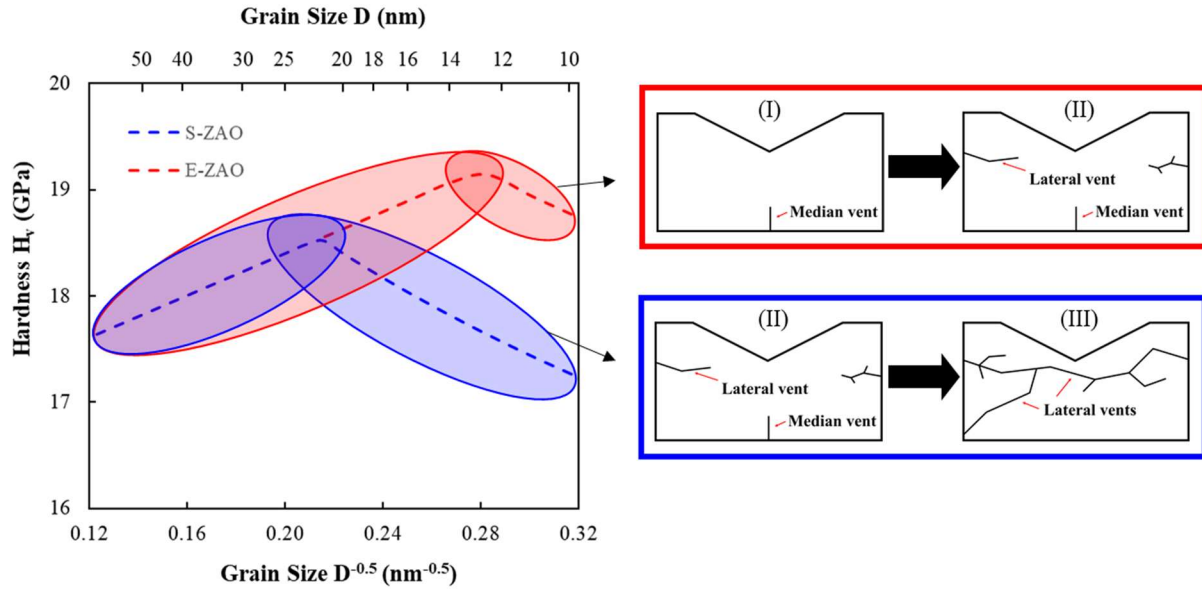 Grain Size D (nm)
50 40 30 25 20 18 16 14 12 10
20
19
18
17
16
Hardness Hᵥ (GPa)
S-ZAO
E-ZAO
0.12 0.16 0.20 0.24 0.28 0.32
Grain Size D⁻⁰·⁵ (nm⁻⁰·⁵)
(I)
Median vent
(II)
Lateral vent
Median vent
(II)
Lateral vent
Median vent
(III)
Lateral vents